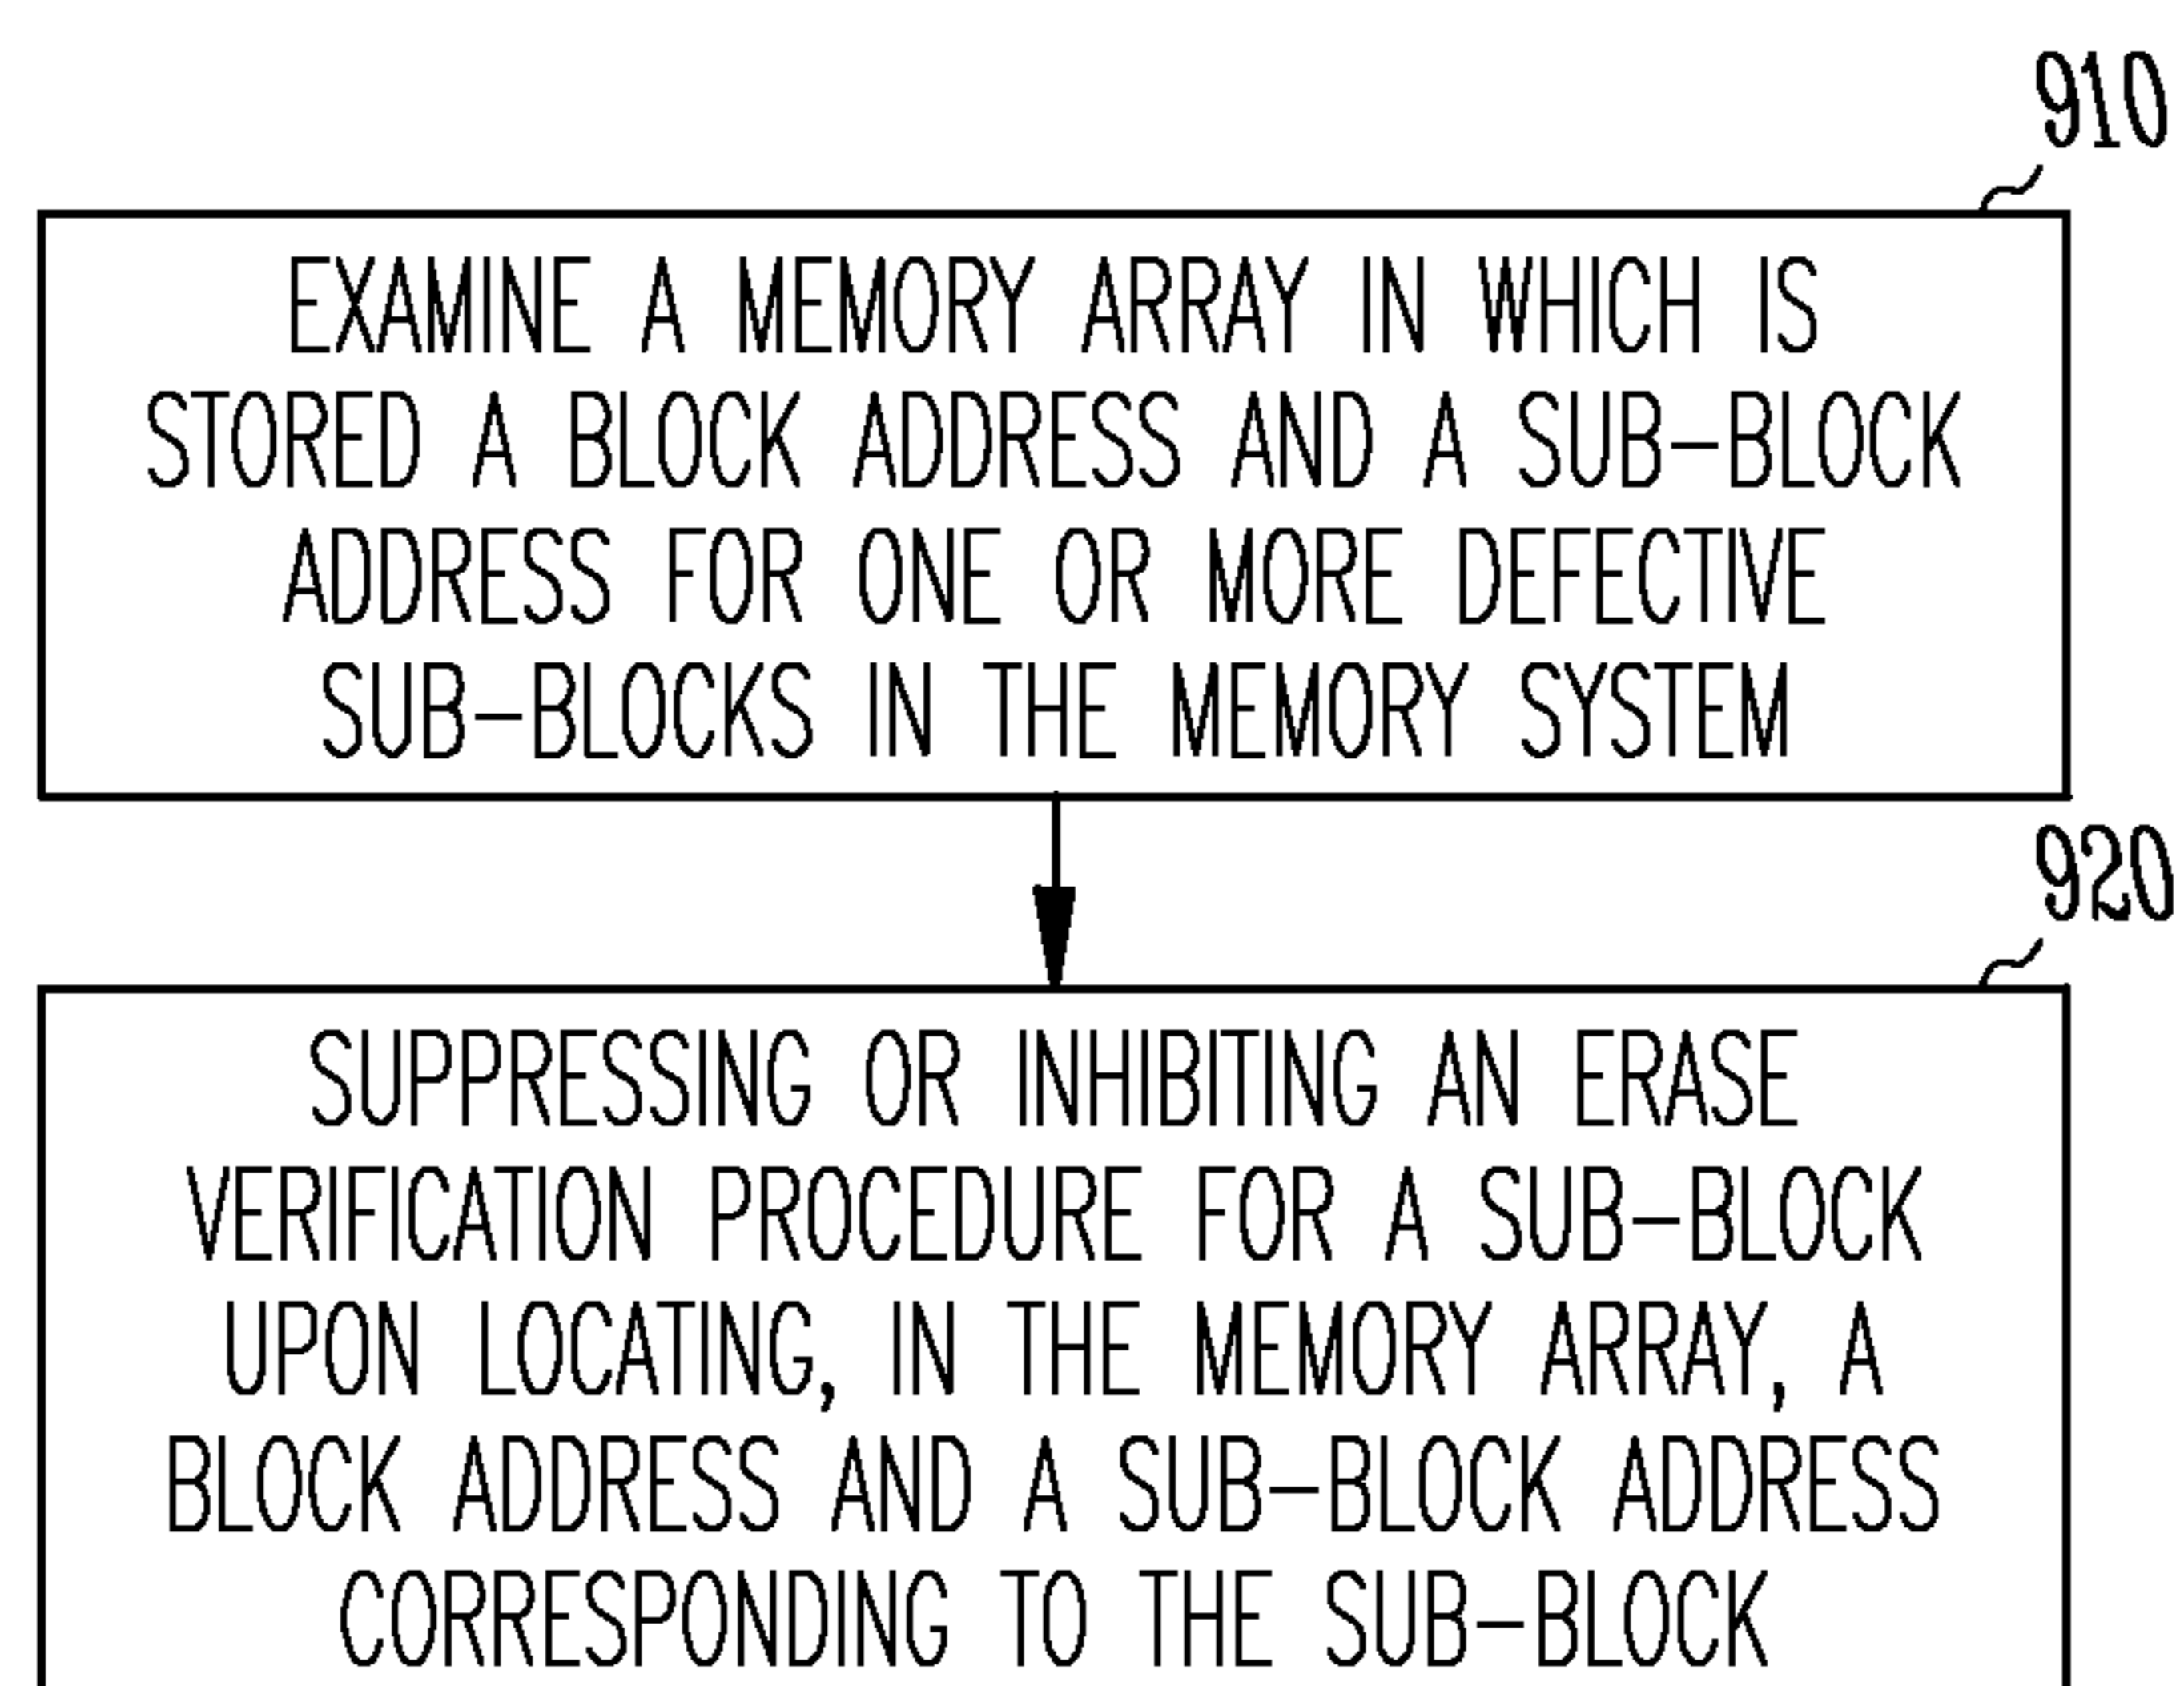 910
EXAMINE A MEMORY ARRAY IN WHICH IS
STORED A BLOCK ADDRESS AND A SUB-BLOCK
ADDRESS FOR ONE OR MORE DEFECTIVE
SUB-BLOCKS IN THE MEMORY SYSTEM
920
SUPPRESSING OR INHIBITING AN ERASE
VERIFICATION PROCEDURE FOR A SUB-BLOCK
UPON LOCATING, IN THE MEMORY ARRAY, A
BLOCK ADDRESS AND A SUB-BLOCK ADDRESS
CORRESPONDING TO THE SUB-BLOCK